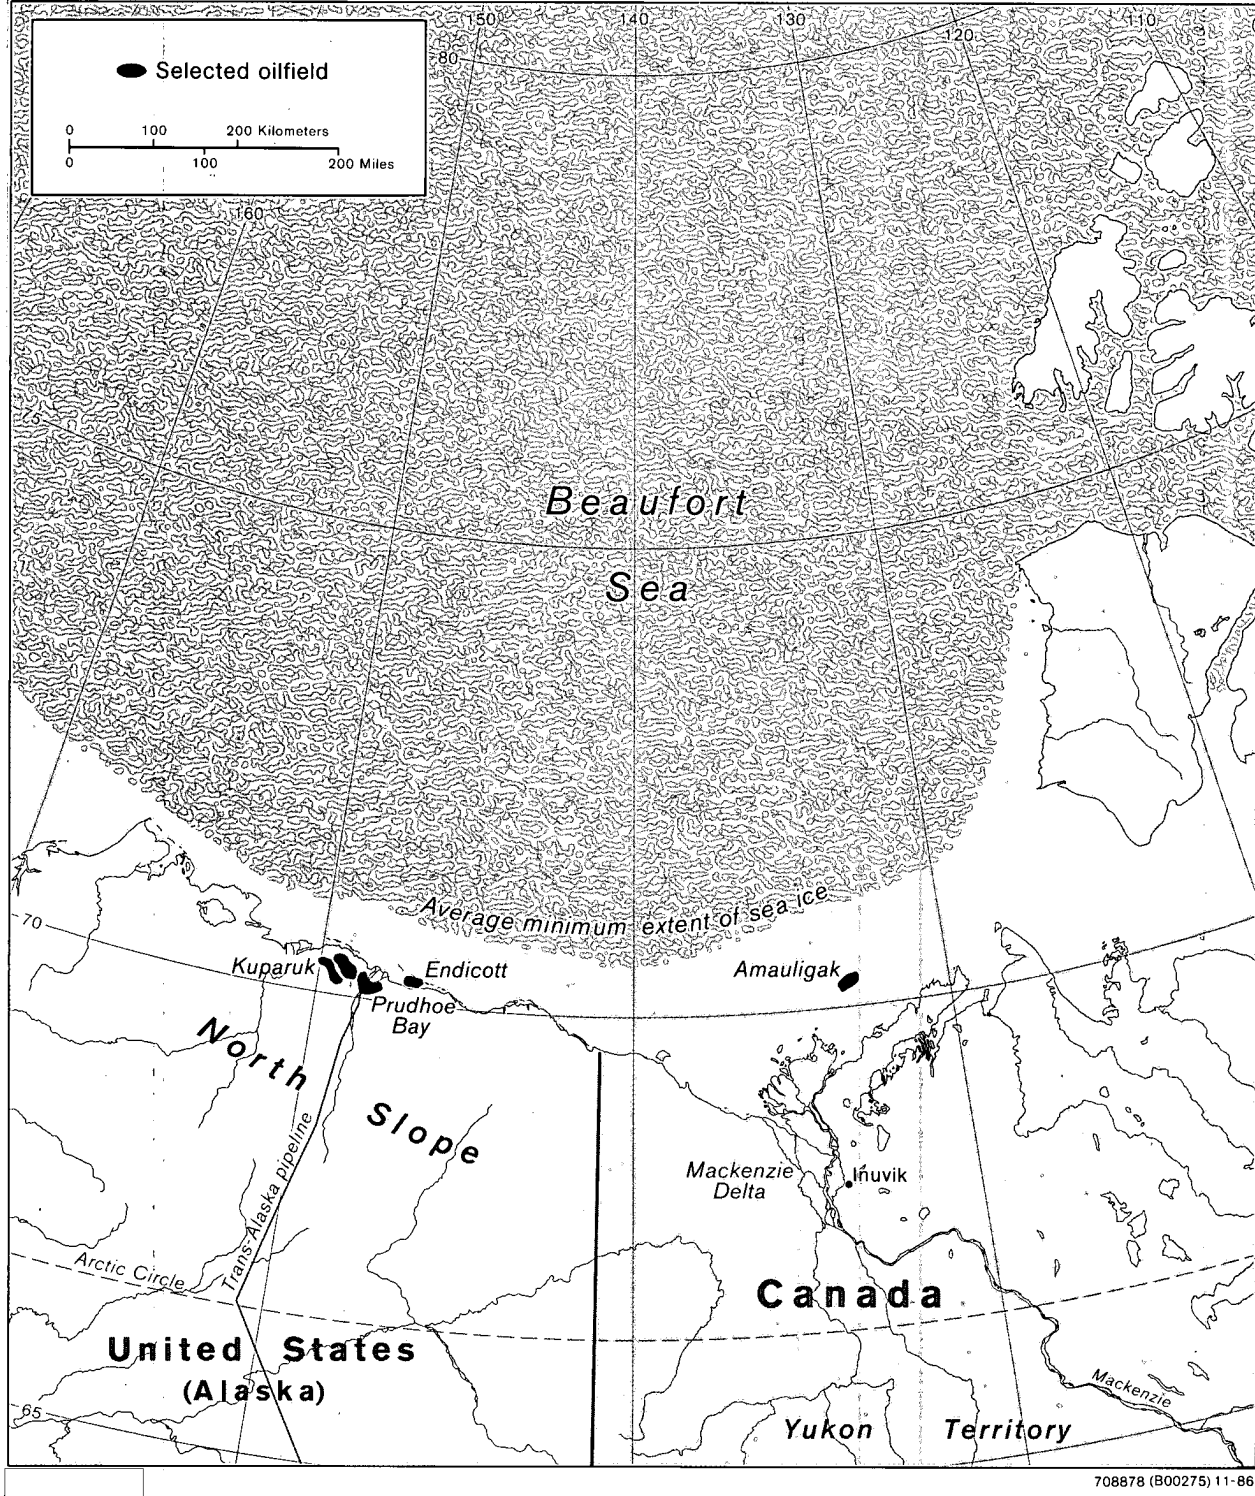 150
140
130
120
110
80
Selected oilfield
0 100 200 Kilometers
0 100 200 Miles
160
Beaufort
Sea
Average minimum extent of sea ice
70
Kuparuk
Endicott
Amauligak
Prudhoe
Bay
North
Slope
Trans-Alaska pipeline
Mackenzie
Delta
Inuvik
Arctic Circle
Canada
United States
(Alaska)
Mackenzie
65
Yukon Territory
708878 (B00275) 11-86